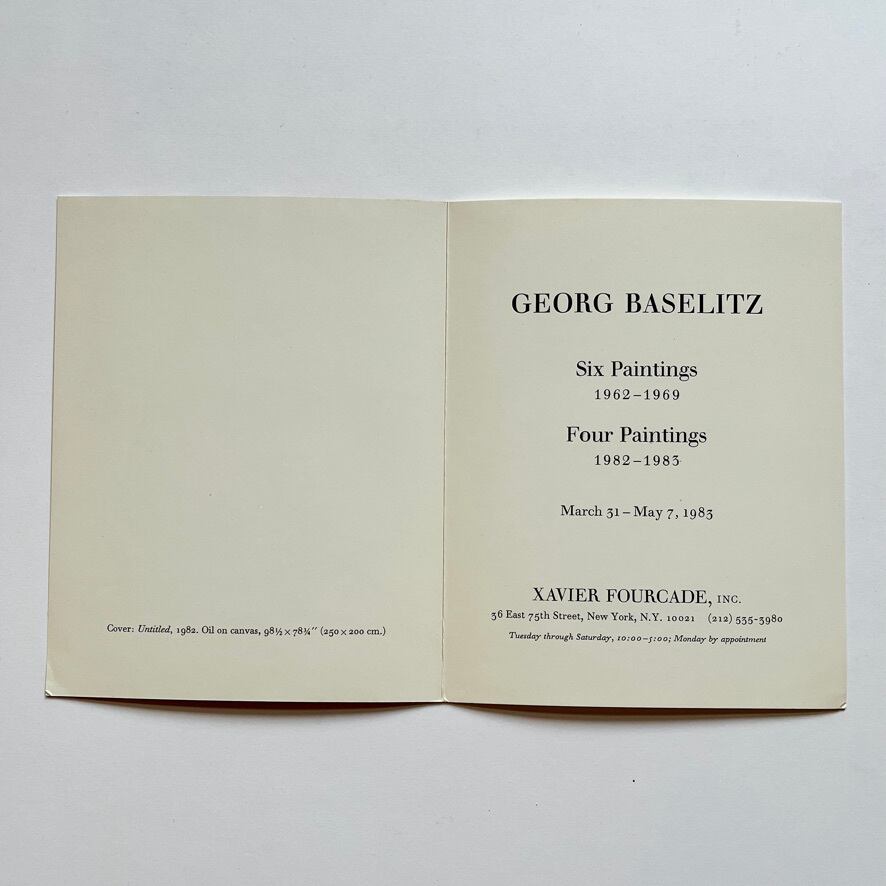 Cover: Untitled, 1982. Oil on canvas, 98½ × 78¾″ (250 × 200 cm.)
GEORG BASELITZ
Six Paintings
1962–1969
Four Paintings
1982–1983
March 31 – May 7, 1983
XAVIER FOURCADE, INC.
36 East 75th Street, New York, N.Y. 10021 (212) 535-3980
Tuesday through Saturday, 10:00–5:00; Monday by appointment